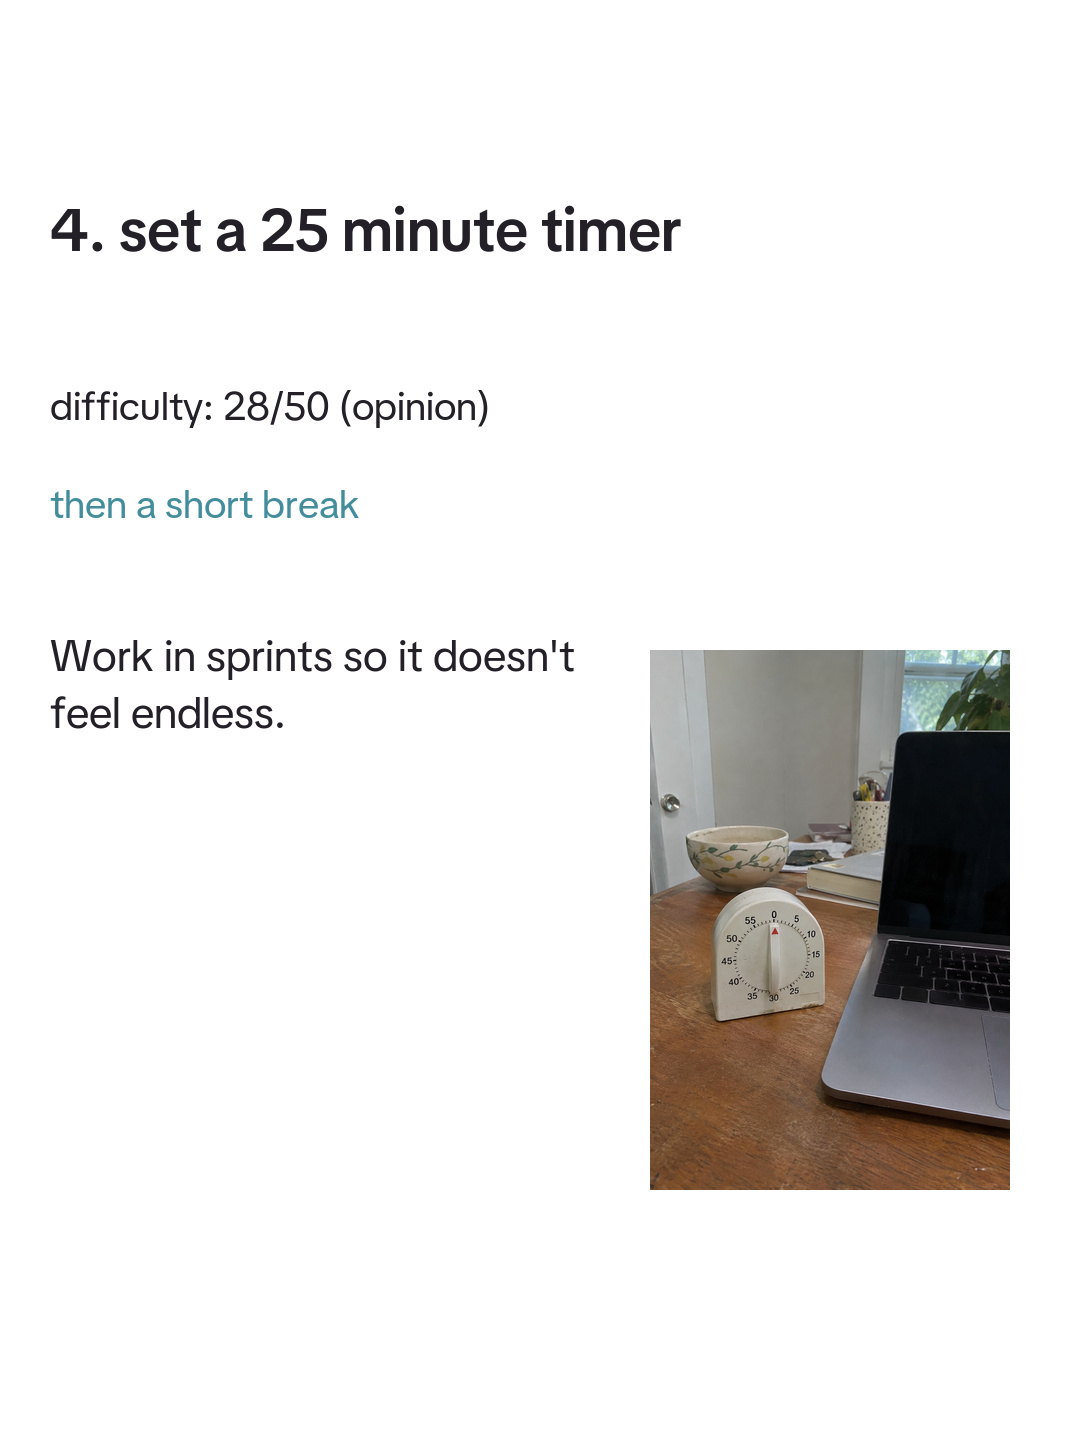 4. set a 25 minute timer
difficulty: 28/50 (opinion)
then a short break
Work in sprints so it doesn't
feel endless.
0
5
10
15
20
25
30
35
40
45
50
55